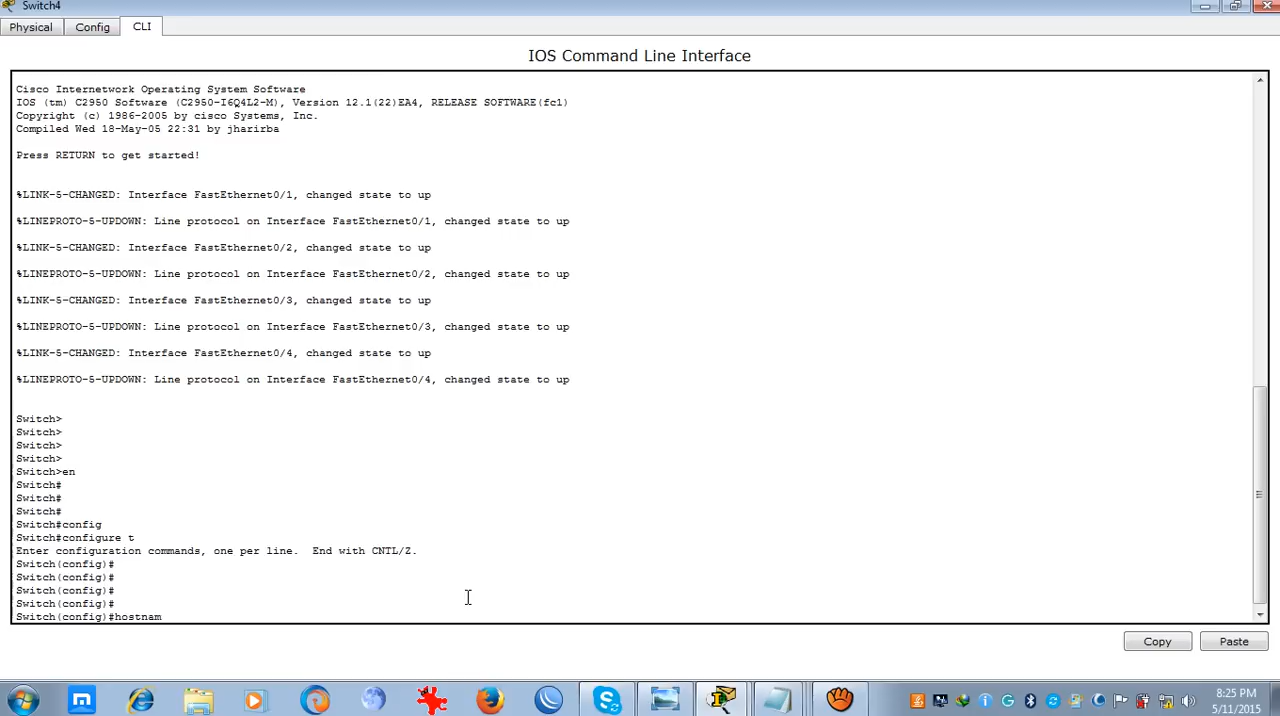 Switch4
Physical Config CLI
IOS Command Line Interface
Cisco Internetwork Operating System Software
IOS (tm) C2950 Software (C2950-I6Q4L2-M), Version 12.1(22)EA4, RELEASE SOFTWARE(fc1)
Copyright (c) 1986-2005 by cisco Systems, Inc.
Compiled Wed 18-May-05 22:31 by jharirba
Press RETURN to get started!
%LINK-5-CHANGED: Interface FastEthernet0/1, changed state to up
%LINEPROTO-5-UPDOWN: Line protocol on Interface FastEthernet0/1, changed state to up
%LINK-5-CHANGED: Interface FastEthernet0/2, changed state to up
%LINEPROTO-5-UPDOWN: Line protocol on Interface FastEthernet0/2, changed state to up
%LINK-5-CHANGED: Interface FastEthernet0/3, changed state to up
%LINEPROTO-5-UPDOWN: Line protocol on Interface FastEthernet0/3, changed state to up
%LINK-5-CHANGED: Interface FastEthernet0/4, changed state to up
%LINEPROTO-5-UPDOWN: Line protocol on Interface FastEthernet0/4, changed state to up
Switch>
Switch>
Switch>
Switch>
Switch>en
Switch#
Switch#
Switch#
Switch#config
Switch#configure t
Enter configuration commands, one per line.  End with CNTL/Z.
Switch(config)#
Switch(config)#
Switch(config)#
Switch(config)#
Switch(config)#hostnam
Copy Paste
8:25 PM
5/11/2015